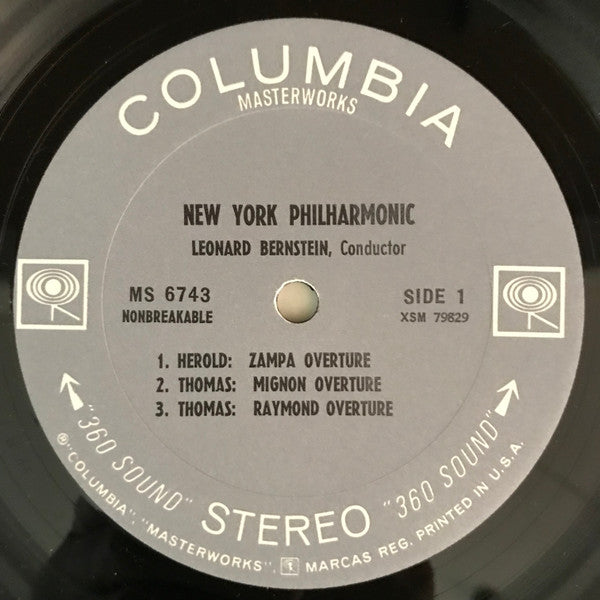 COLUMBIA
MASTERWORKS
NEW YORK PHILHARMONIC
LEONARD BERNSTEIN, Conductor
MS 6743
NONBREAKABLE
SIDE 1
XSM 79829
1. HEROLD: ZAMPA OVERTURE
2. THOMAS: MIGNON OVERTURE
3. THOMAS: RAYMOND OVERTURE
"360 SOUND" STEREO "360 SOUND"
® "COLUMBIA", "MASTERWORKS", MARCAS REG. PRINTED IN U.S.A.